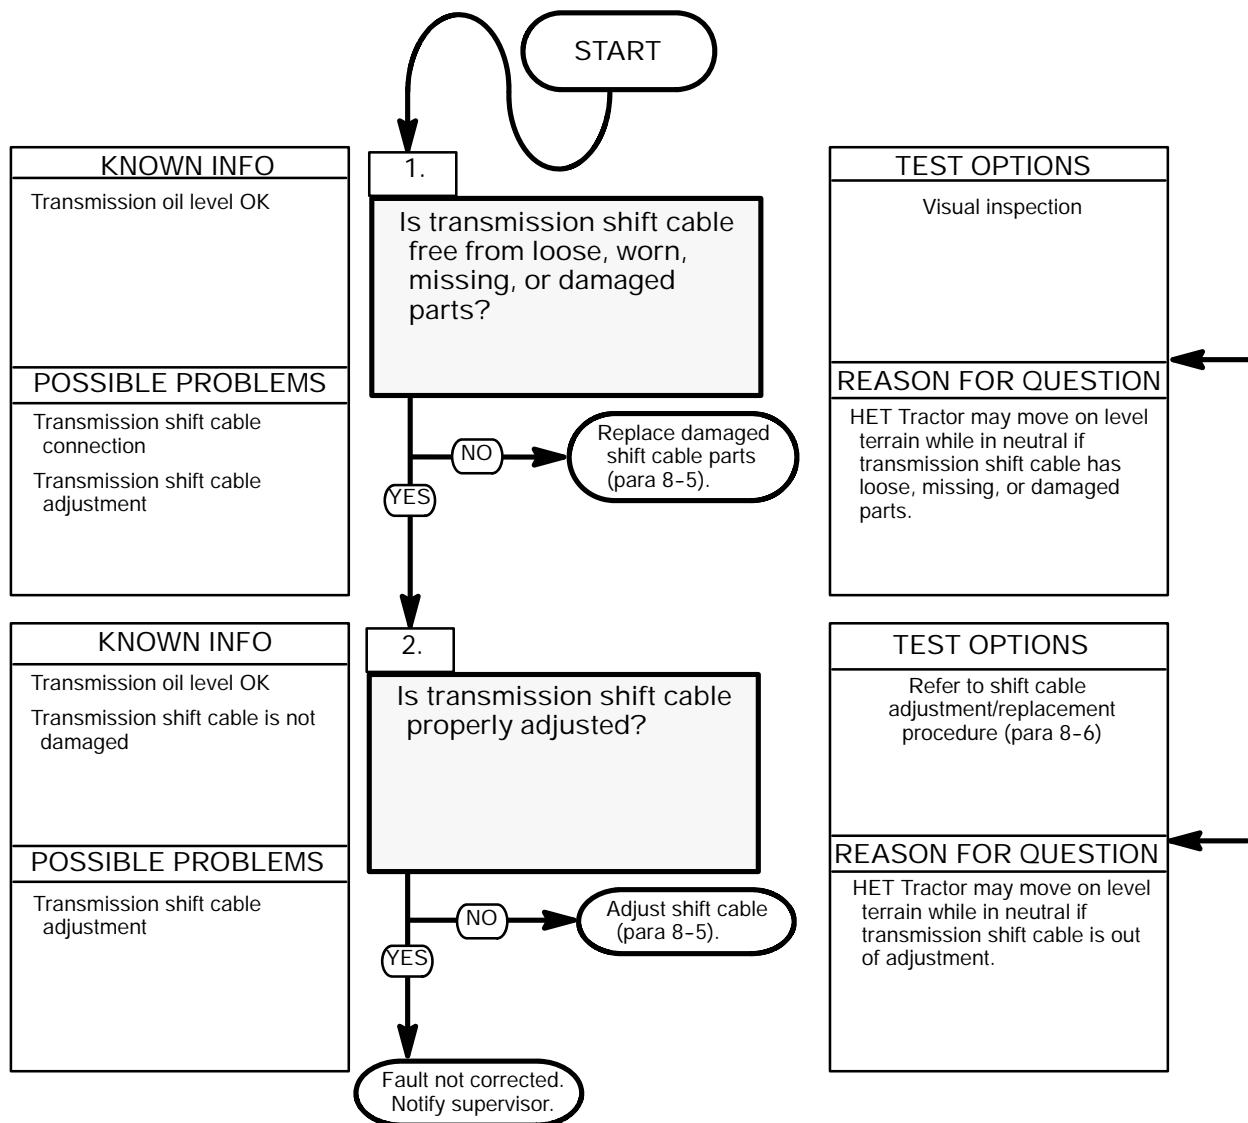 START
KNOWN INFO
Transmission oil level OK
POSSIBLE PROBLEMS
Transmission shift cable
connection
Transmission shift cable
adjustment
1.
Is transmission shift cable
free from loose, worn,
missing, or damaged
parts?
NO
Replace damaged
shift cable parts
(para 8-5).
YES
TEST OPTIONS
Visual inspection
REASON FOR QUESTION
HET Tractor may move on level
terrain while in neutral if
transmission shift cable has
loose, missing, or damaged
parts.
KNOWN INFO
Transmission oil level OK
Transmission shift cable is not
damaged
POSSIBLE PROBLEMS
Transmission shift cable
adjustment
2.
Is transmission shift cable
properly adjusted?
NO
Adjust shift cable
(para 8-5).
YES
Fault not corrected.
Notify supervisor.
TEST OPTIONS
Refer to shift cable
adjustment/replacement
procedure (para 8-6)
REASON FOR QUESTION
HET Tractor may move on level
terrain while in neutral if
transmission shift cable is out
of adjustment.